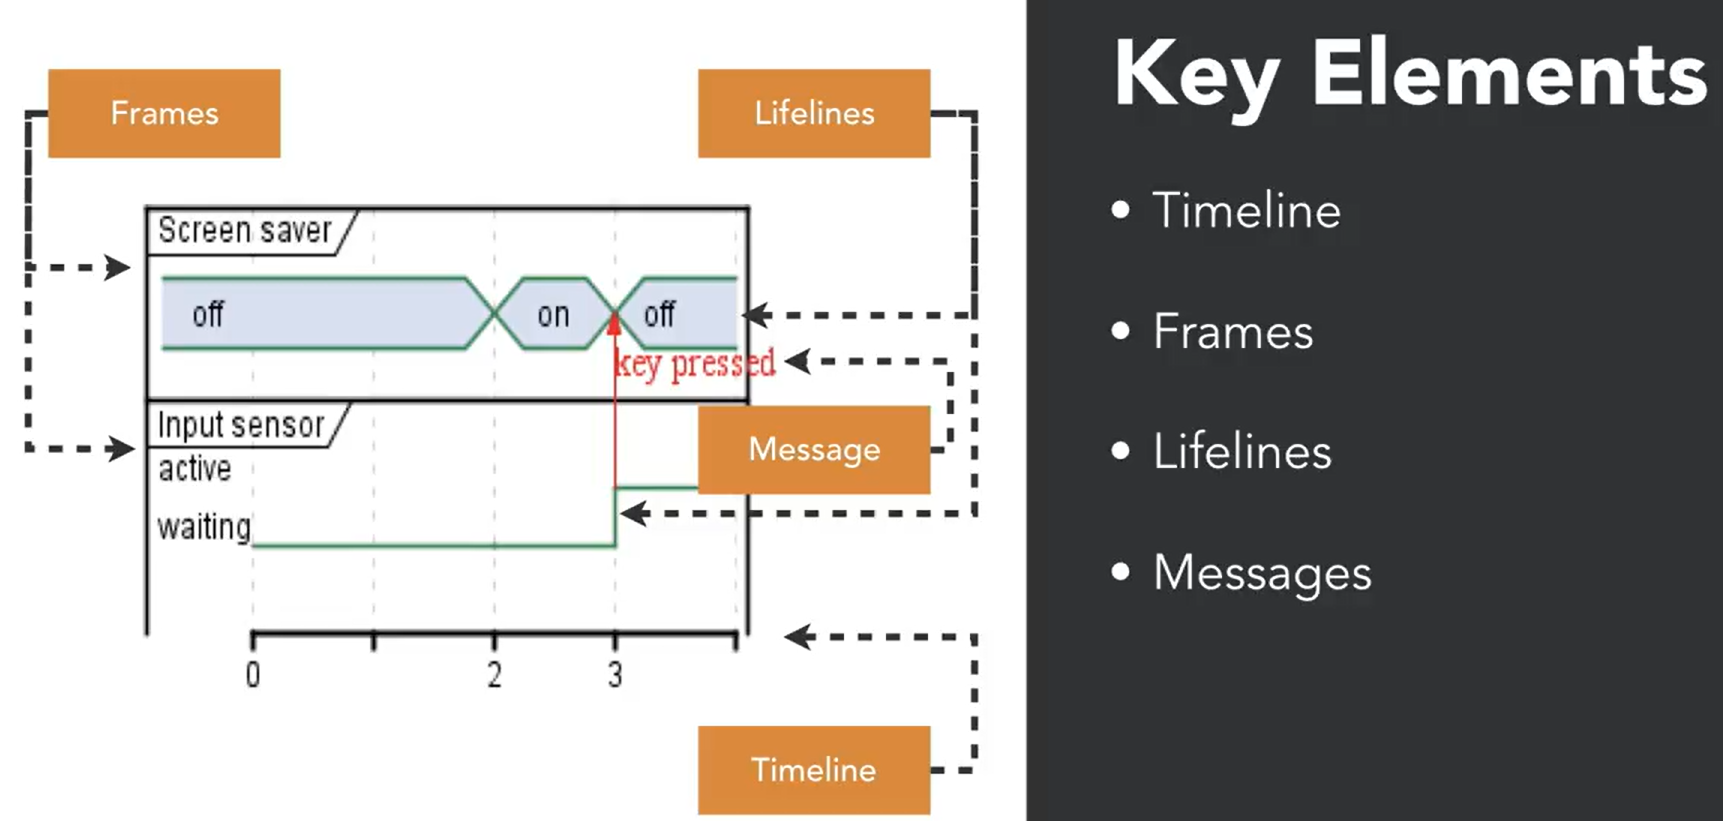 Frames
Lifelines
Screen saver
off
on
off
key pressed
Input sensor
active
Message
waiting
0
2
3
Timeline
Key Elements
• Timeline
• Frames
• Lifelines
• Messages